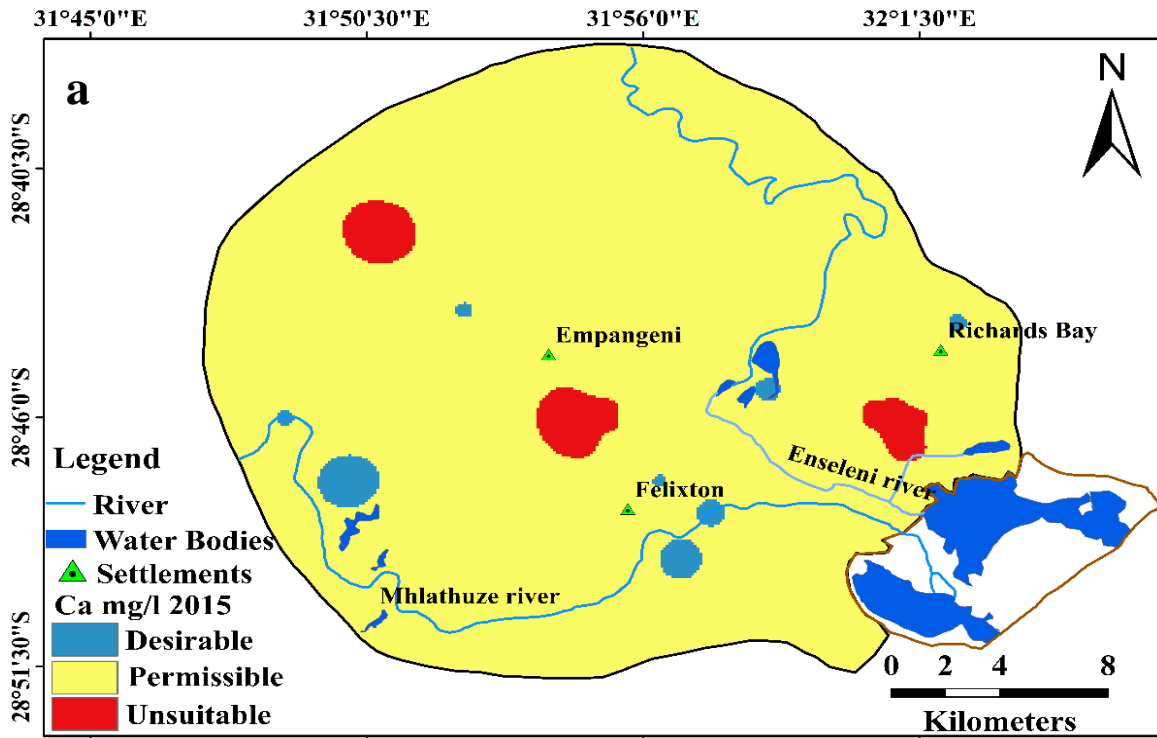 31°45'0"E 31°50'30"E 31°56'0"E 32°1'30"E
a
N
28°40'30"S
Empangeni
Richards Bay
28°46'0"S
Legend
Enseleni river
River
Felixton
Water Bodies
Settlements
Mhlathuze river
Ca mg/l 2015
Desirable
Permissible
28°51'30"S
0 2 4 8
Unsuitable
Kilometers